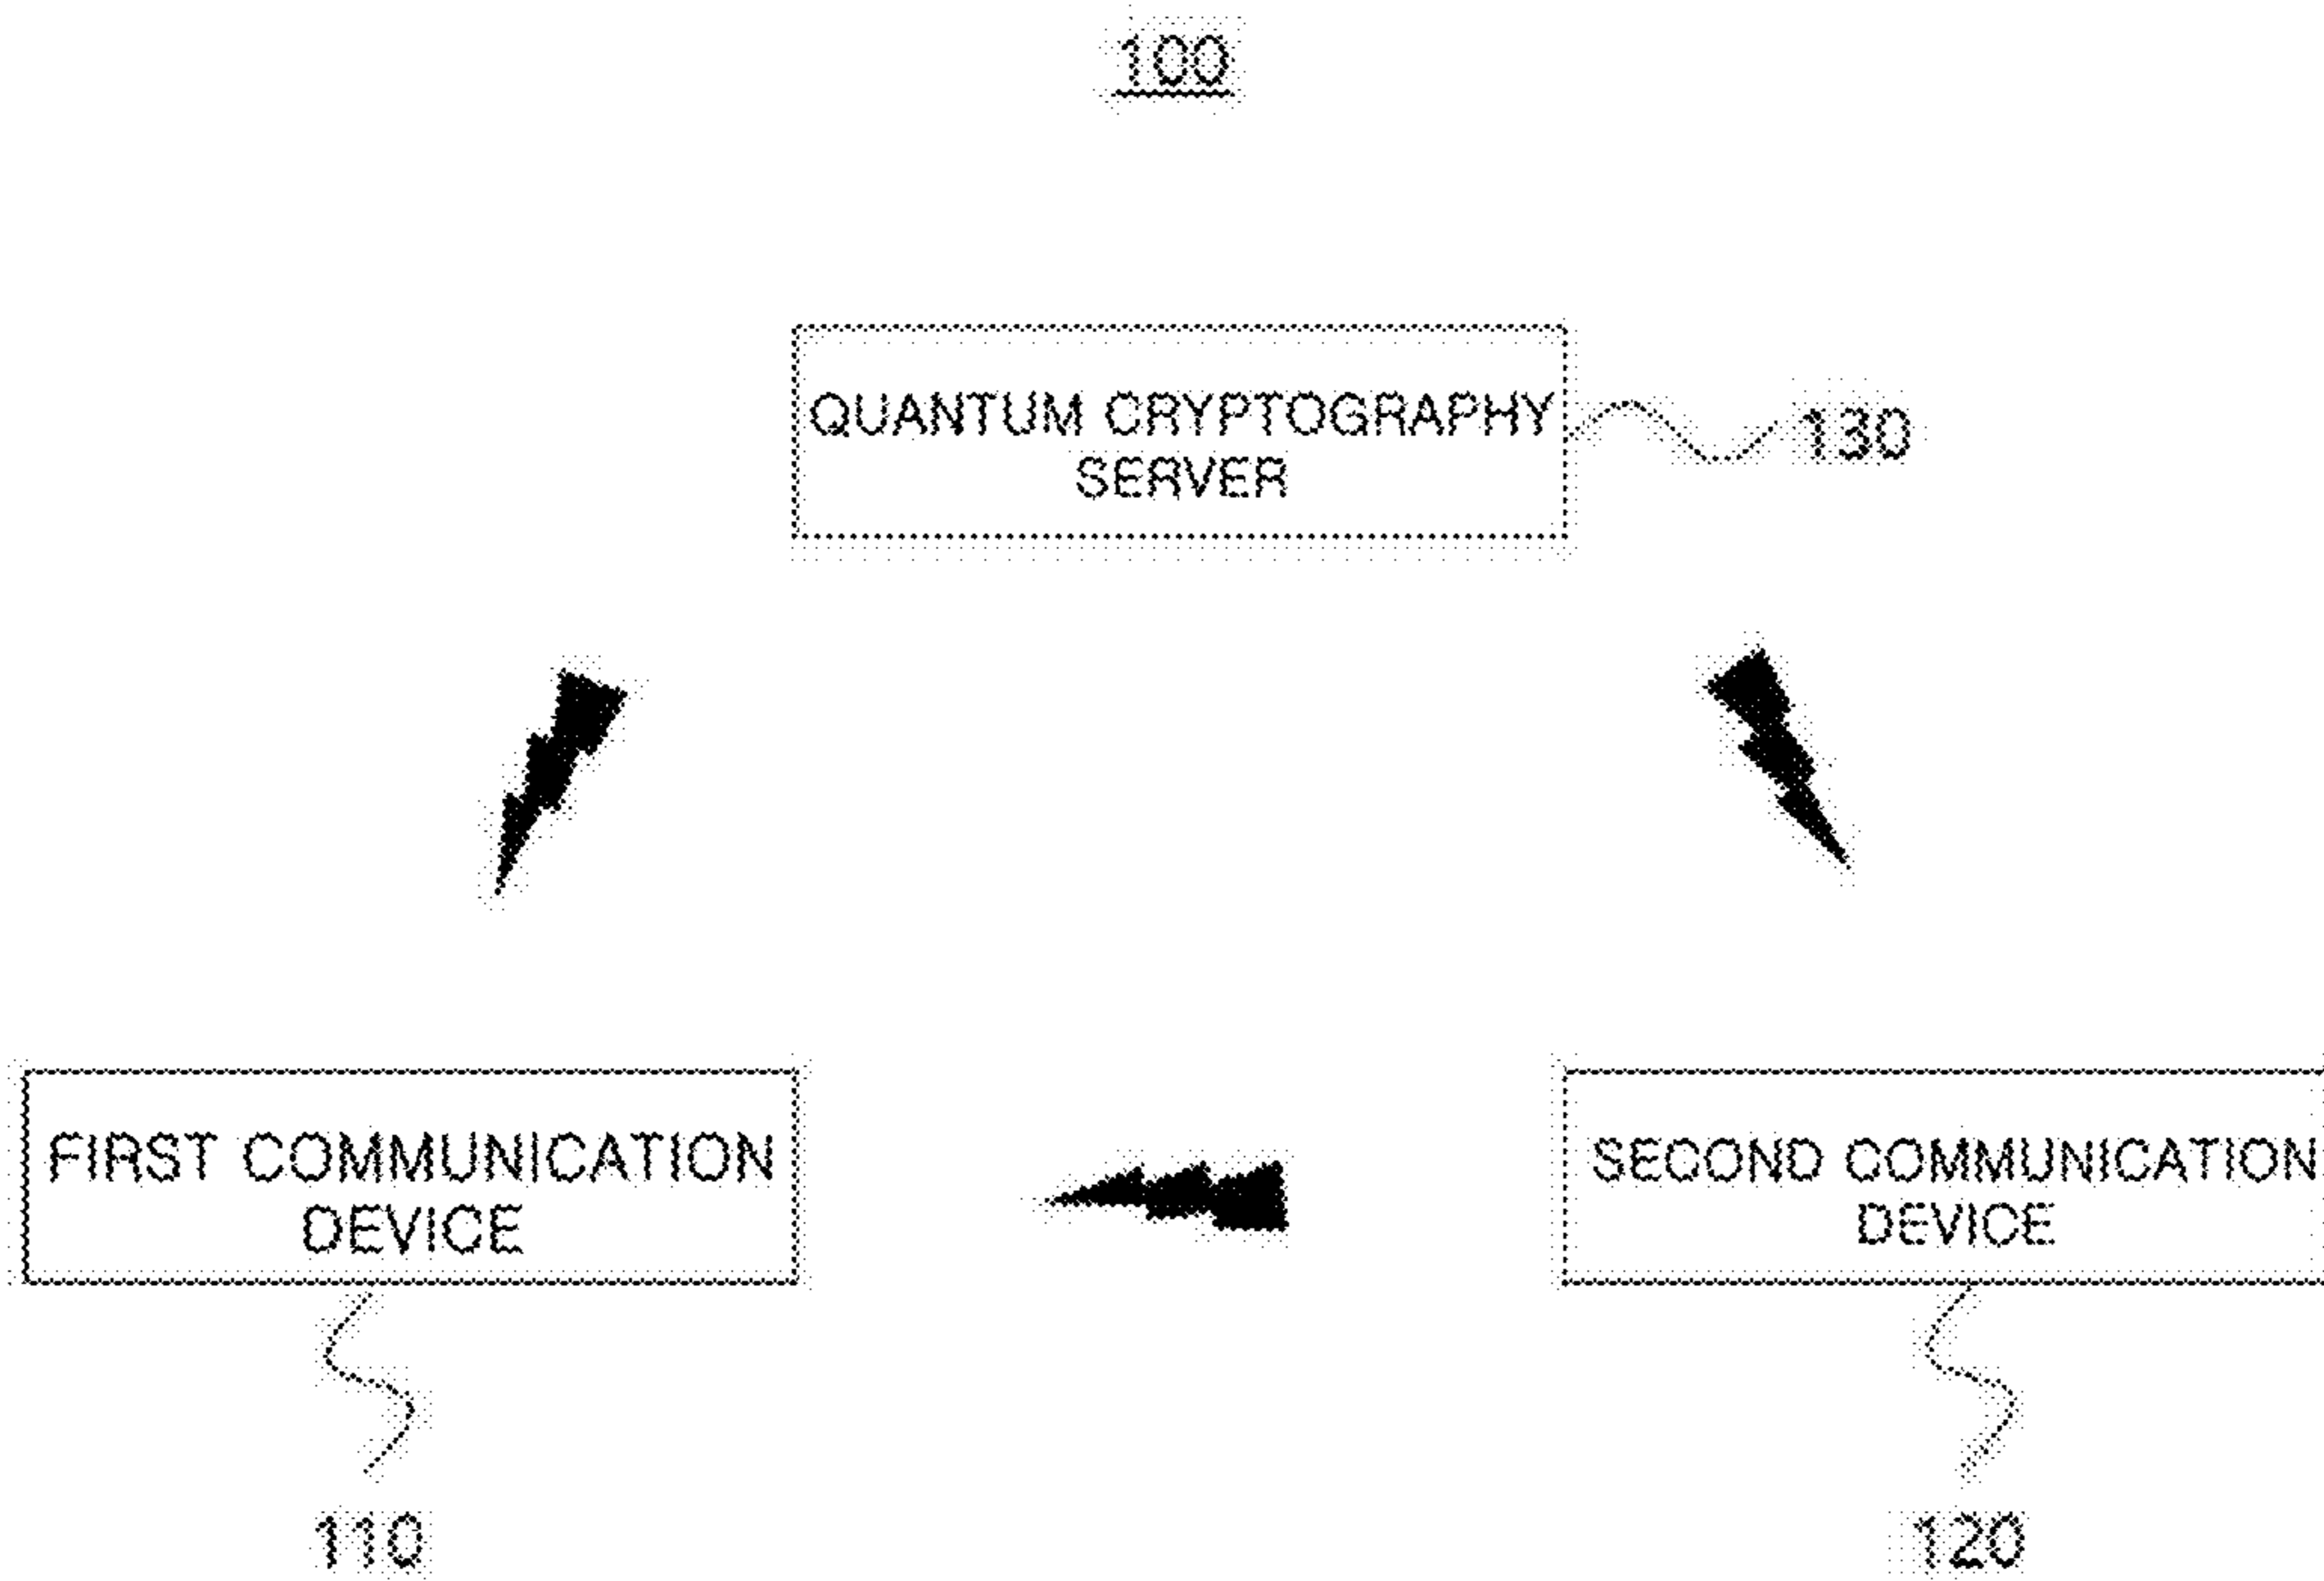 100
QUANTUM CRYPTOGRAPHY
SERVER
130
FIRST COMMUNICATION
DEVICE
SECOND COMMUNICATION
DEVICE
110
120